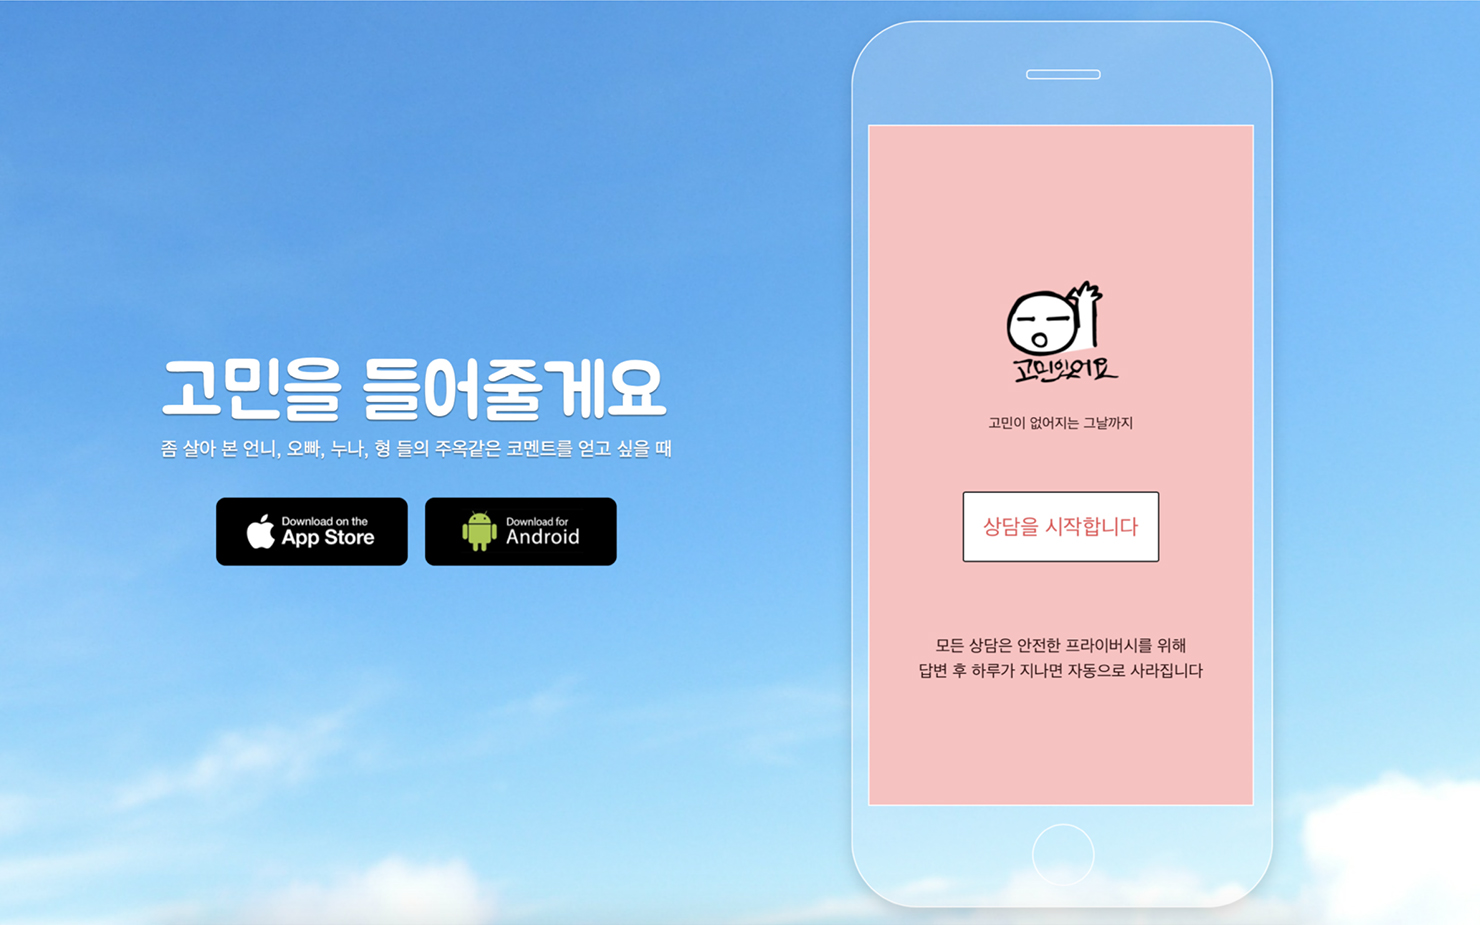 고민을 들어줄게요
좀 살아 본 언니, 오빠, 누나, 형 들의 주옥같은 코멘트를 얻고 싶을 때
Download on the
App Store
Download for
Android
고민있어요
고민이 없어지는 그날까지
상담을 시작합니다
모든 상담은 안전한 프라이버시를 위해
답변 후 하루가 지나면 자동으로 사라집니다